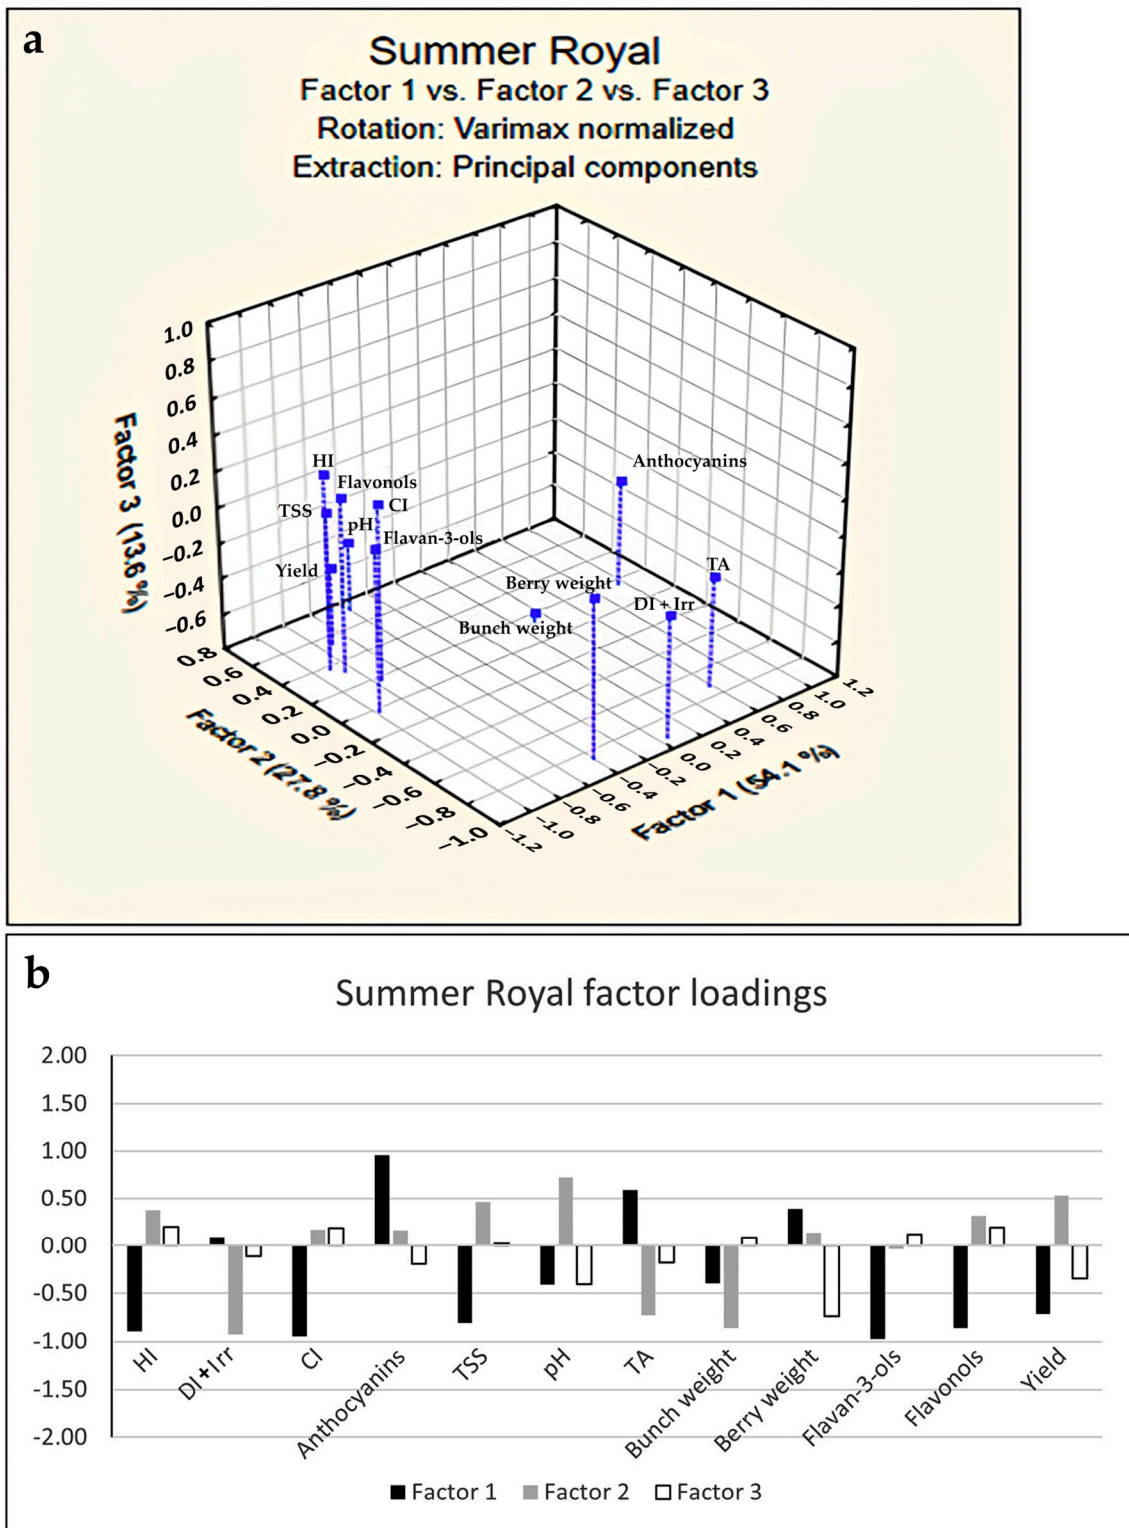 a
Summer Royal
Factor 1 vs. Factor 2 vs. Factor 3
Rotation: Varimax normalized
Extraction: Principal components
1.0
0.8
0.6
0.4
0.2
0.0
–0.2
–0.4
–0.6
Factor 3 (13.6 %)
HI
Flavonols
TSS
CI
pH
Flavan-3-ols
Yield
Anthocyanins
Berry weight
TA
DI + Irr
Bunch weight
0.8
0.6
0.4
0.2
0.0
–0.2
–0.4
–0.6
–0.8
–1.0
Factor 2 (27.8 %)
1.2
1.0
0.8
0.6
0.4
0.2
0.0
–0.2
–0.4
–0.6
–0.8
–1.0
–1.2
Factor 1 (54.1 %)
b
Summer Royal factor loadings
2.00
1.50
1.00
0.50
0.00
-0.50
-1.00
-1.50
-2.00
HI
DI+Irr
CI
Anthocyanins
TSS
pH
TA
Bunch weight
Berry weight
Flavan-3-ols
Flavonols
Yield
Factor 1 Factor 2 Factor 3